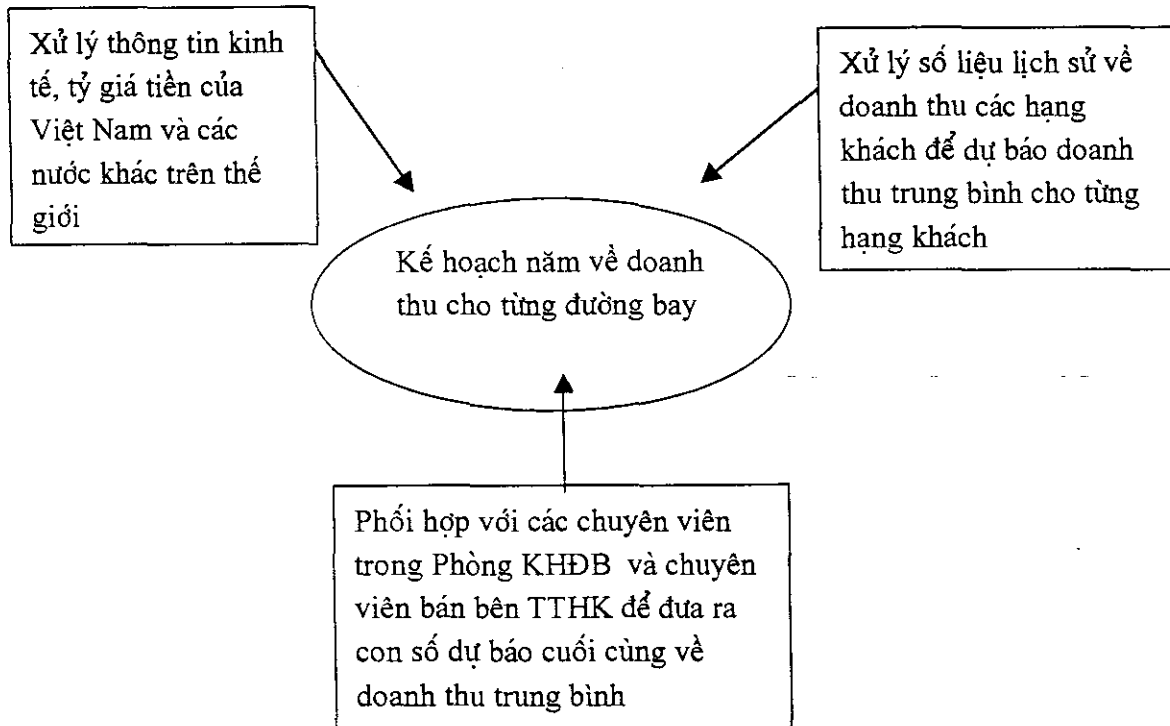 Xử lý thông tin kinh
tế, tỷ giá tiền của
Việt Nam và các
nước khác trên thế
giới
Xử lý số liệu lịch sử về
doanh thu các hạng
khách để dự báo doanh
thu trung bình cho từng
hạng khách
Kế hoạch năm về doanh
thu cho từng đường bay
Phối hợp với các chuyên viên
trong Phòng KHĐB và chuyên
viên bán bên TTHK để đưa ra
con số dự báo cuối cùng về
doanh thu trung bình